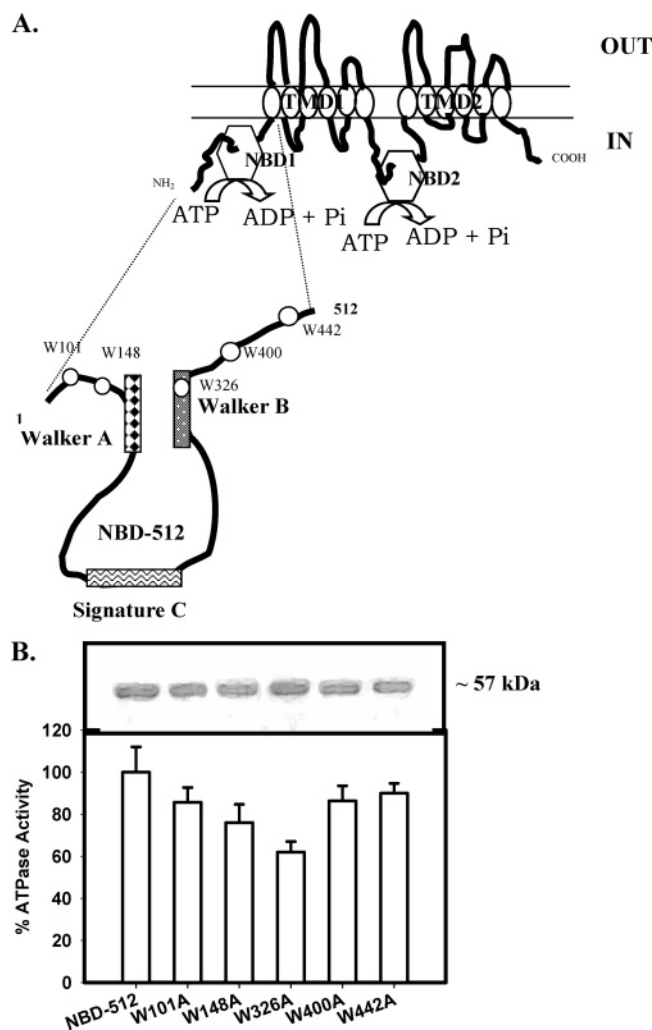 A.
OUT
TMD1
TMD2
IN
NBD1
COOH
NH2
NBD2
ATP
ADP + Pi
ATP
ADP + Pi
512
W442
W101
W148
W400
W326
Walker B
1
Walker A
NBD-512
Signature C
B.
~ 57 kDa
120
100
80
60
40
20
0
% ATPase Activity
NBD-512
W101A
W148A
W326A
W400A
W442A